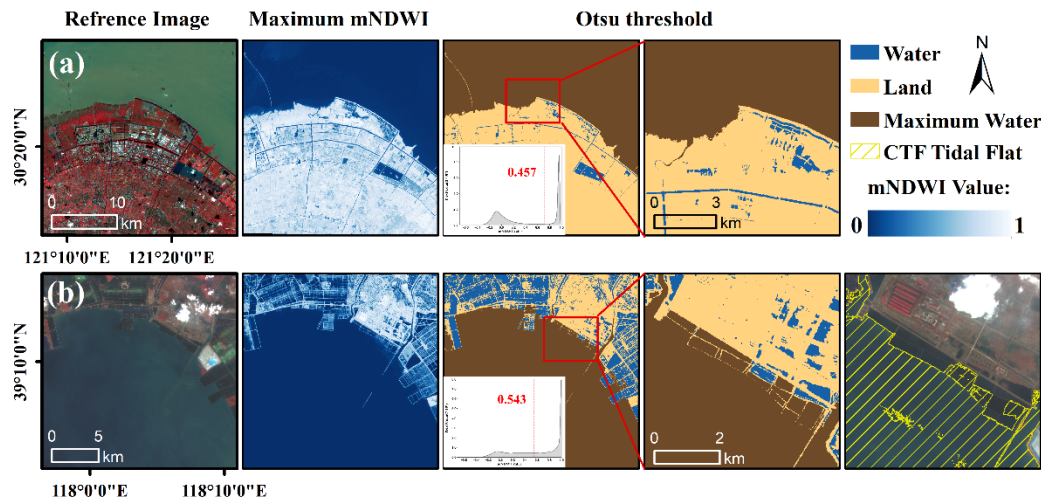 Refrence Image
Maximum mNDWI
Otsu threshold
(a)
N
Water
Land
Maximum Water
CTF Tidal Flat
mNDWI Value:
0
1
30°20'0"N
0.457
0 10
km
0 3
km
121°10'0"E
121°20'0"E
(b)
39°10'0"N
0.543
0 5
km
0 2
km
118°0'0"E
118°10'0"E